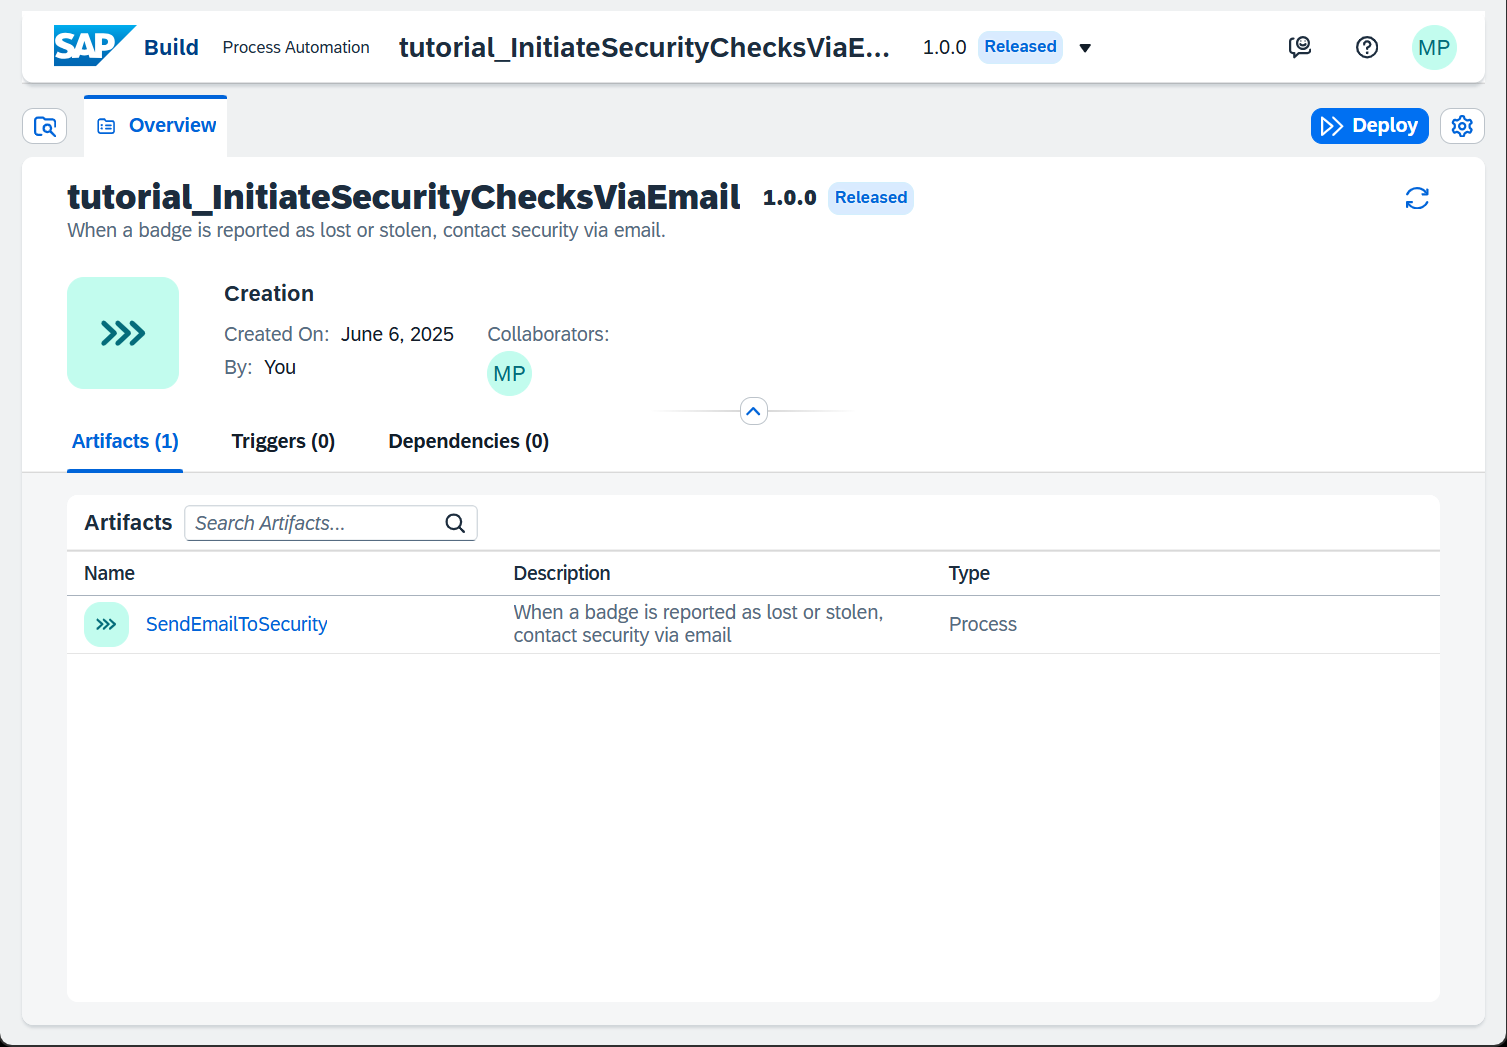 SAP Build Process Automation tutorial_InitiateSecurityChecksViaE... 1.0.0 Released MP
Overview Deploy
tutorial_InitiateSecurityChecksViaEmail 1.0.0 Released
When a badge is reported as lost or stolen, contact security via email.
Creation
Created On: June 6, 2025 Collaborators:
By: You MP
Artifacts (1) Triggers (0) Dependencies (0)
Artifacts Search Artifacts...
Name Description Type
SendEmailToSecurity When a badge is reported as lost or stolen, Process
contact security via email